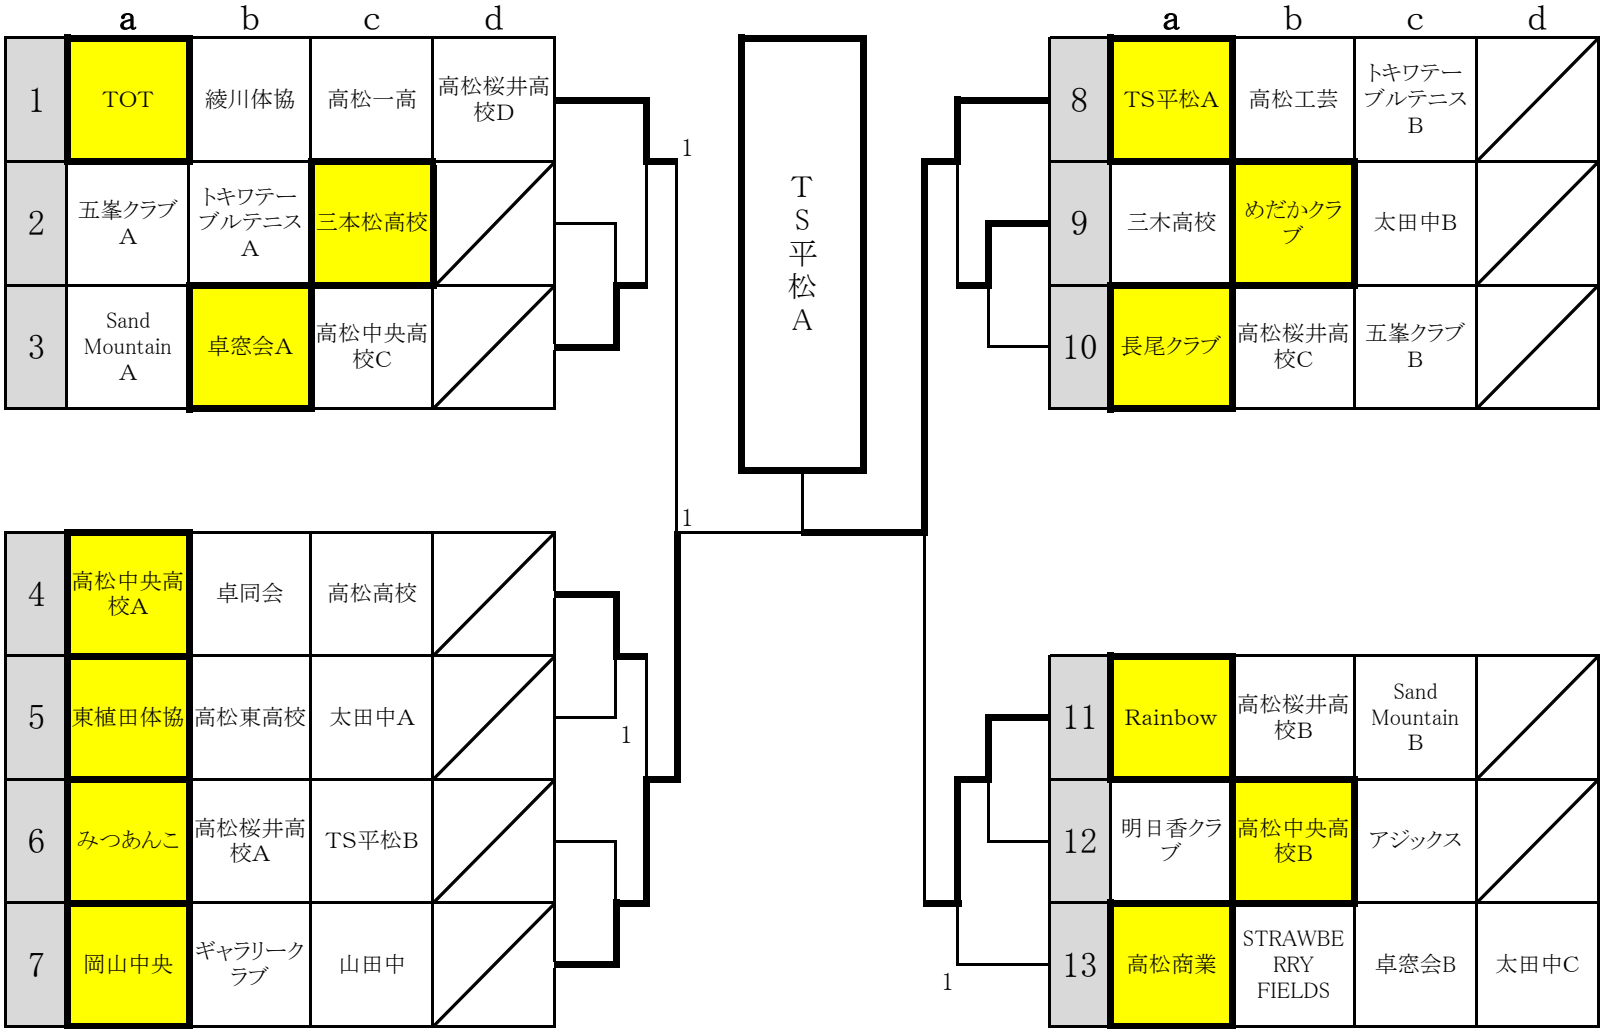 a b c d
1
TOT
綾川体協
高松一高
高松桜井高
校D
2
五峯クラブ
A
トキワテー
ブルテニス
A
三本松高校
3
Sand
Mountain
A
卓窓会A
高松中央高
校C
1
TS平松A
a b c d
8
TS平松A
高松工芸
トキワテー
ブルテニス
B
9
三木高校
めだかクラ
ブ
太田中B
10
長尾クラブ
高松桜井高
校C
五峯クラブ
B
1
4
高松中央高
校A
卓同会
高松高校
5
東植田体協
高松東高校
太田中A
1
6
みつあんこ
高松桜井高
校A
TS平松B
7
岡山中央
ギャラリーク
ラブ
山田中
11
Rainbow
高松桜井高
校B
Sand
Mountain
B
12
明日香クラ
ブ
高松中央高
校B
アジックス
1
13
高松商業
STRAWBE
RRY
FIELDS
卓窓会B
太田中C